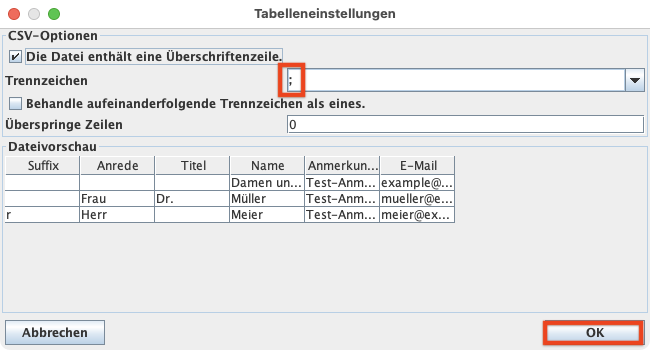 Tabelleneinstellungen
CSV-Optionen
Die Datei enthält eine Überschriftenzeile.
Trennzeichen ;
Behandle aufeinanderfolgende Trennzeichen als eines.
Überspringe Zeilen 0
Dateivorschau
Suffix Anrede Titel Name Anmerkun... E-Mail
Damen un... Test-Anm... example@...
Frau Dr. Müller Test-Anm... mueller@e...
r Herr Meier Test-Anm... meier@ex...
Abbrechen OK